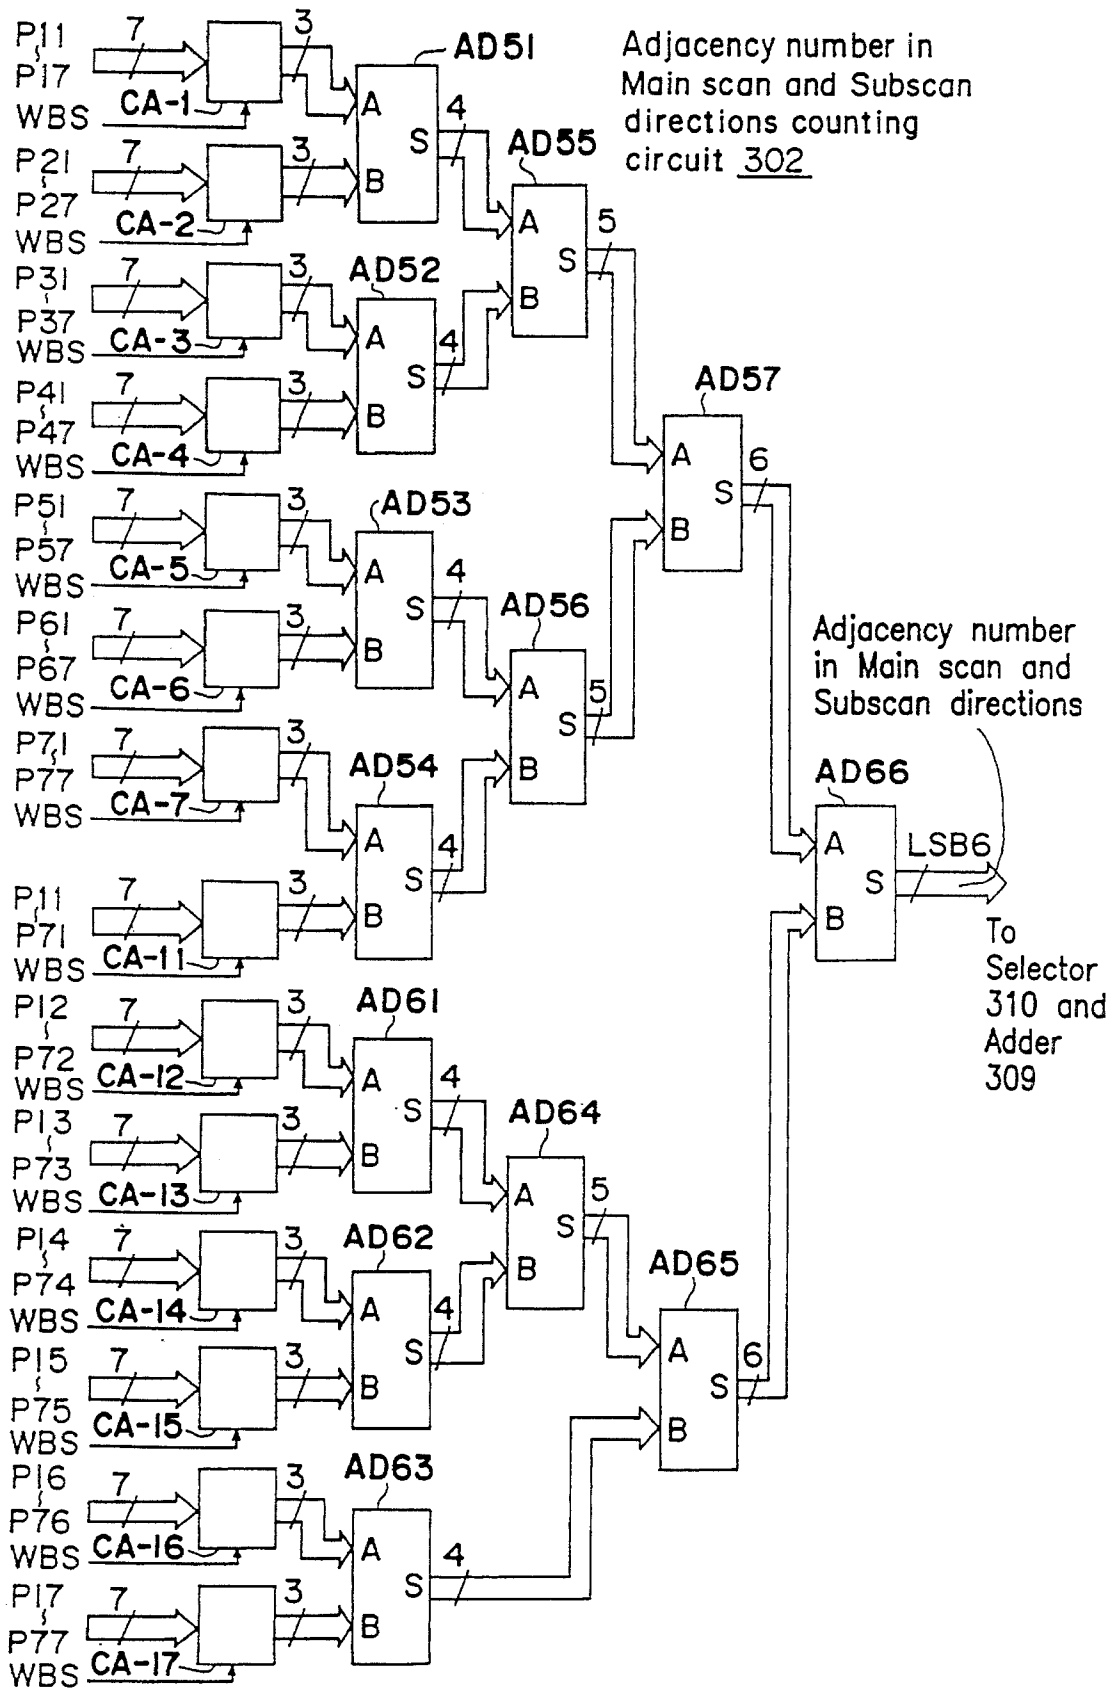 Adjacency number in
Main scan and Subscan
directions counting
circuit 302
P11
~
P17
WBS
7
CA-1
3
P21
~
P27
WBS
7
CA-2
3
AD51
A
B
S
4
P31
~
P37
WBS
7
CA-3
3
P41
~
P47
WBS
7
CA-4
3
AD52
A
B
S
4
AD55
A
B
S
5
P51
~
P57
WBS
7
CA-5
3
P61
~
P67
WBS
7
CA-6
3
AD53
A
B
S
4
P71
~
P77
WBS
7
CA-7
3
P11
~
P71
WBS
7
CA-11
3
AD54
A
B
S
4
AD56
A
B
S
5
AD57
A
B
S
6
P12
~
P72
WBS
7
CA-12
3
P13
~
P73
WBS
7
CA-13
3
AD61
A
B
S
4
P14
~
P74
WBS
7
CA-14
3
P15
~
P75
WBS
7
CA-15
3
AD62
A
B
S
4
AD64
A
B
S
5
P16
~
P76
WBS
7
CA-16
3
P17
~
P77
WBS
7
CA-17
3
AD63
A
B
S
4
AD65
A
B
S
6
AD66
A
B
S
LSB6
Adjacency number
in Main scan and
Subscan directions
To
Selector
310 and
Adder
309